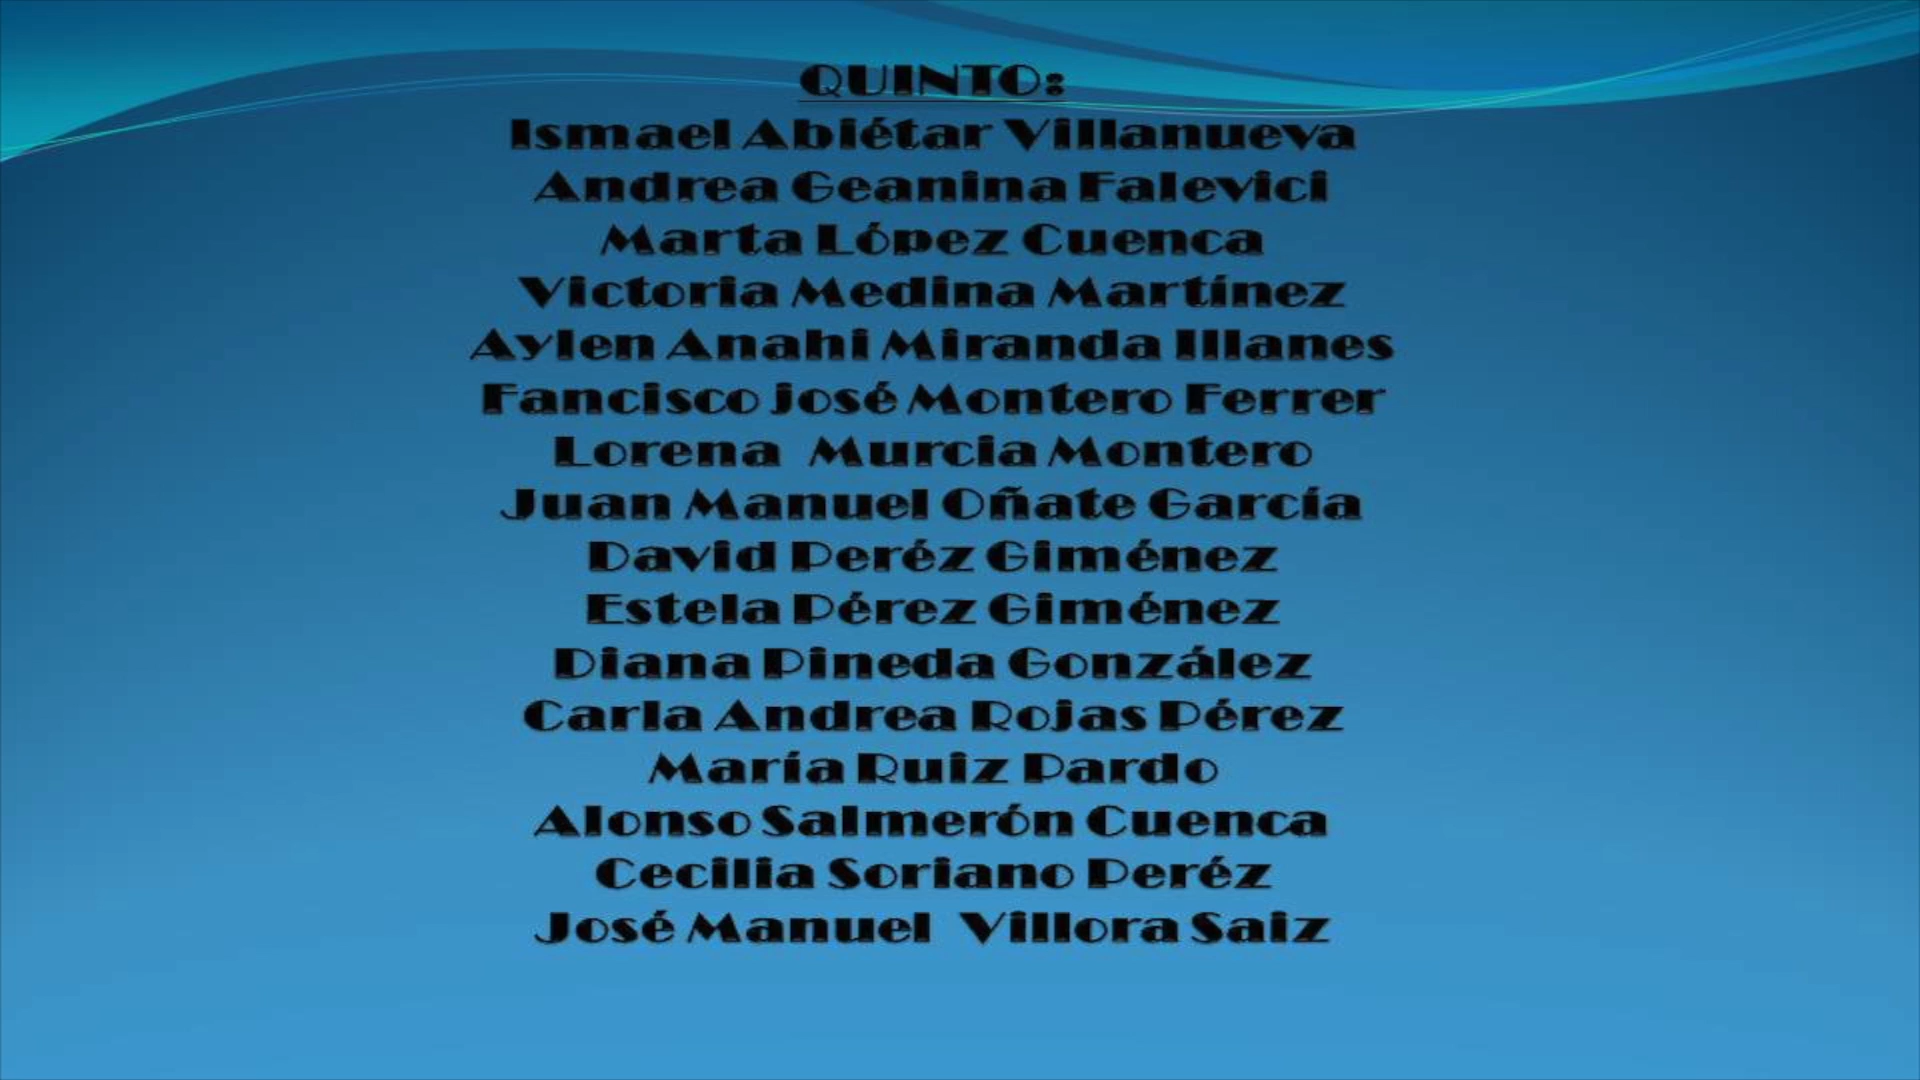 QUINTO:
Ismael Abiétar Villanueva
Andrea Geanina Falevici
Marta López Cuenca
Victoria Medina Martínez
Aylen Anahi Miranda Illanes
Fancisco josé Montero Ferrer
Lorena Murcia Montero
Juan Manuel Oñate García
David Peréz Giménez
Estela Pérez Giménez
Diana Pineda González
Carla Andrea Rojas Pérez
María Ruiz Pardo
Alonso Salmerón Cuenca
Cecilia Soriano Peréz
José Manuel Villora Saiz